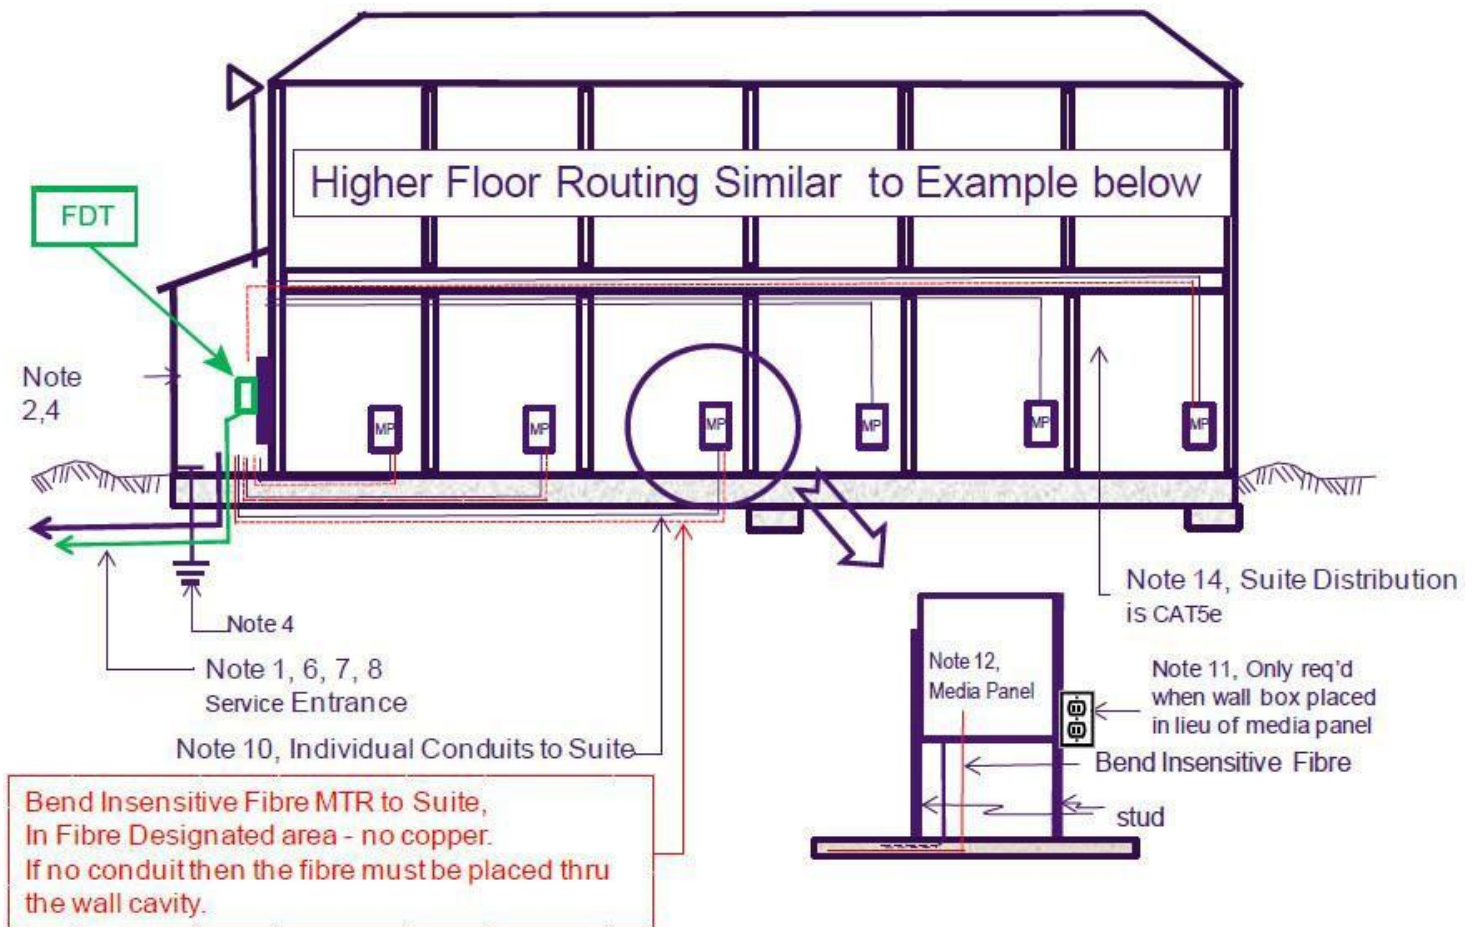 Higher Floor Routing Similar to Example below
FDT
Note
2,4
MP
MP
MP
MP
MP
MP
Note 14, Suite Distribution
is CAT5e
Note 4
Note 1, 6, 7, 8
Service Entrance
Note 10, Individual Conduits to Suite
Note 12,
Media Panel
Note 11, Only req'd
when wall box placed
in lieu of media panel
Bend Insensitive Fibre
stud
Bend Insensitive Fibre MTR to Suite,
In Fibre Designated area - no copper.
If no conduit then the fibre must be placed thru
the wall cavity.